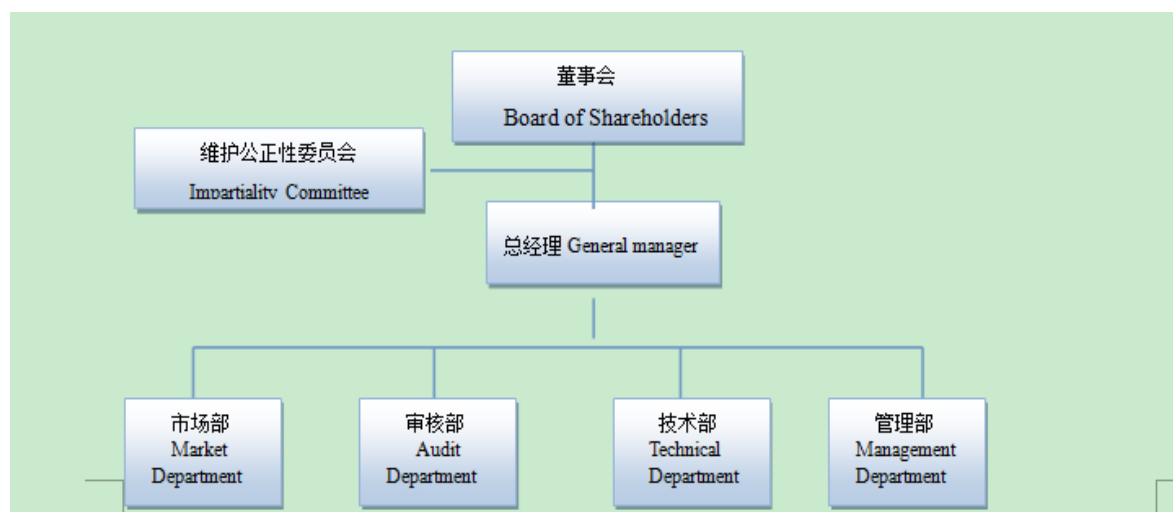 董事会
Board of Shareholders
维护公正性委员会
Impartiality Committee
总经理 General manager
市场部
Market
Department
审核部
Audit
Department
技术部
Technical
Department
管理部
Management
Department